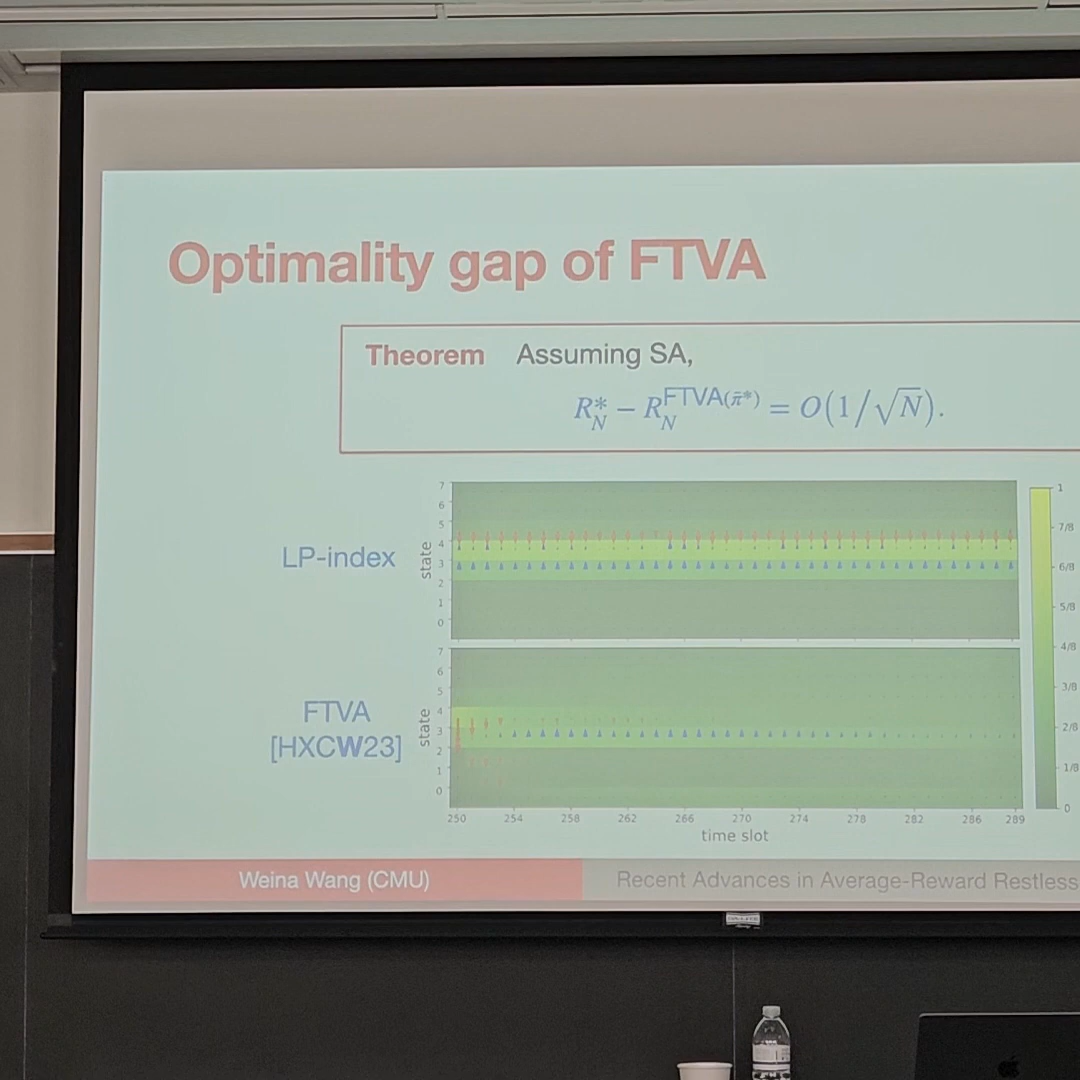 Optimality gap of FTVA
Theorem Assuming SA,
R*_N − R_N^FTVA(π̄*) = O(1/√N).
LP-index
state
7
6
5
4
3
2
1
0
1
7/8
6/8
5/8
4/8
3/8
2/8
1/8
0
FTVA
[HXCW23]
state
7
6
5
4
3
2
1
0
250 254 258 262 266 270 274 278 282 286 289
time slot
Weina Wang (CMU)
Recent Advances in Average-Reward Restless